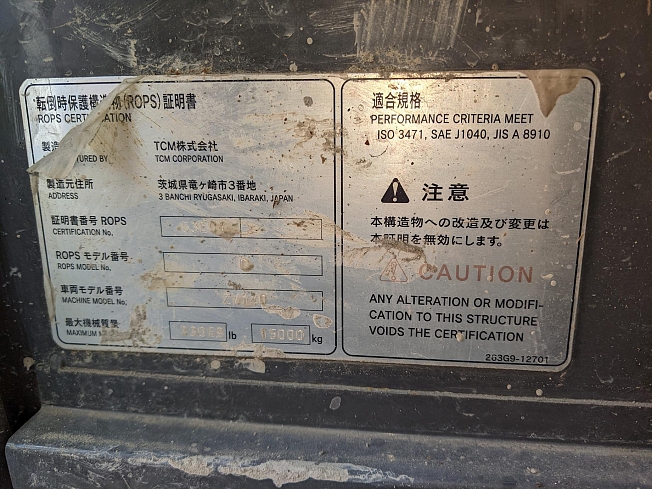 転倒時保護構造物(ROPS)証明書
ROPS CERTIFICATION
TCM株式会社
TCM CORPORATION
製造元住所
ADDRESS
茨城県竜ヶ崎市3番地
3 BANCHI RYUGASAKI, IBARAKI, JAPAN
証明書番号 ROPS
CERTIFICATION No.
ROPS モデル番号
ROPS MODEL No.
車両モデル番号
MACHINE MODEL No.
最大機械質量
MAXIMUM
lb
kg
適合規格
PERFORMANCE CRITERIA MEET
ISO 3471, SAE J1040, JIS A 8910
注意
本構造物への改造及び変更は
本証明を無効にします。
CAUTION
ANY ALTERATION OR MODIFI-
CATION TO THIS STRUCTURE
VOIDS THE CERTIFICATION
263G9-12701